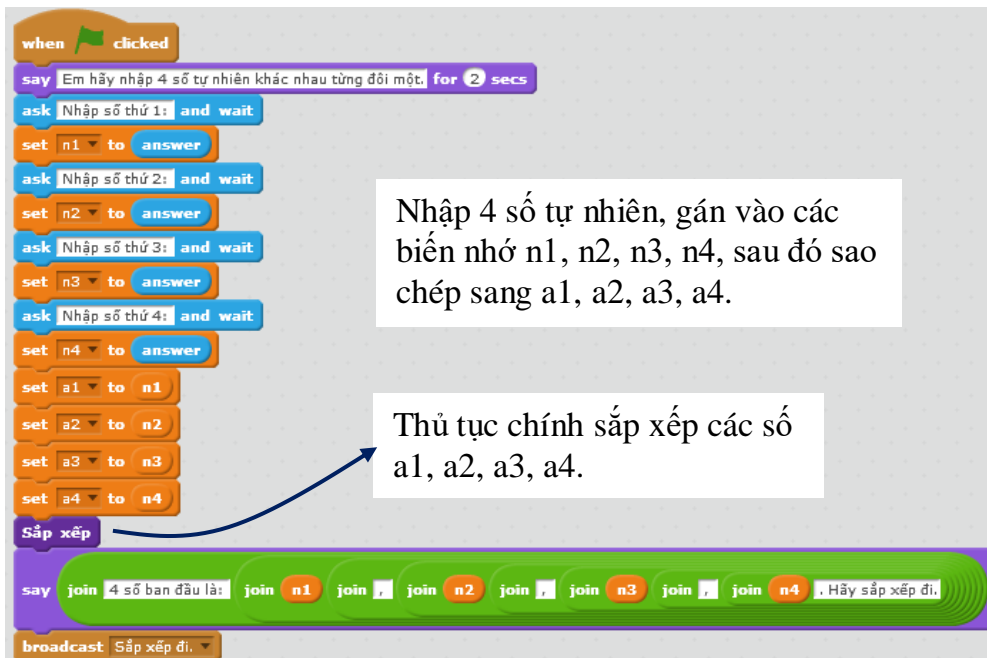 when clicked
say Em hãy nhập 4 số tự nhiên khác nhau từng đôi một. for 2 secs
ask Nhập số thứ 1: and wait
set n1 to answer
ask Nhập số thứ 2: and wait
set n2 to answer
ask Nhập số thứ 3: and wait
set n3 to answer
ask Nhập số thứ 4: and wait
set n4 to answer
set a1 to n1
set a2 to n2
set a3 to n3
set a4 to n4
Sắp xếp
say join 4 số ban đầu là: join n1 join , join n2 join , join n3 join , join n4 . Hãy sắp xếp đi.
broadcast Sắp xếp đi.
Nhập 4 số tự nhiên, gán vào các
biến nhớ n1, n2, n3, n4, sau đó sao
chép sang a1, a2, a3, a4.
Thủ tục chính sắp xếp các số
a1, a2, a3, a4.